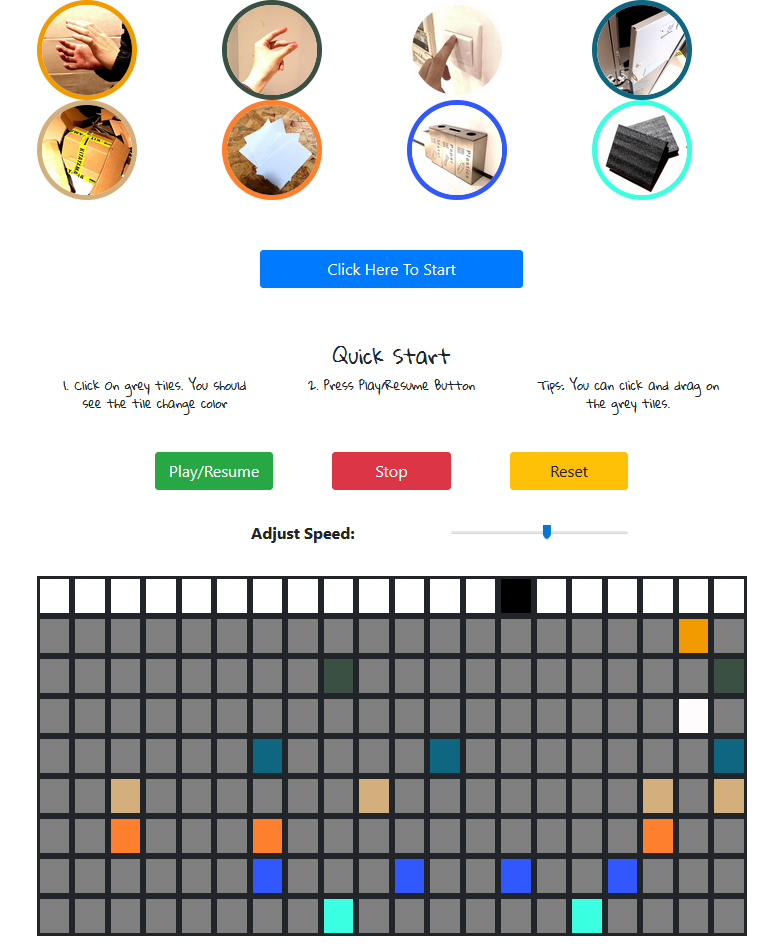 KITAYAMA
Plastics
Click Here To Start
Quick Start
1. Click On grey tiles. You should
see the tile change color
2. Press Play/Resume Button
Tips: You can click and drag on
the grey tiles.
Play/Resume
Stop
Reset
Adjust Speed: